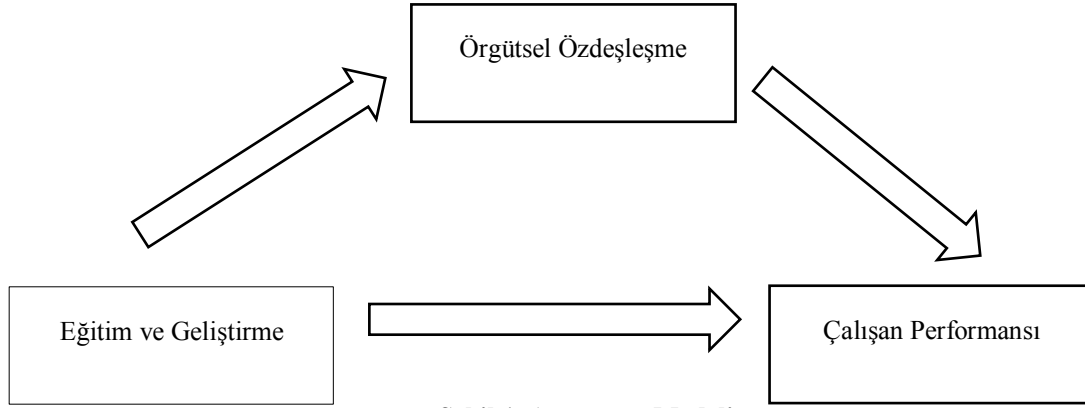 Örgütsel Özdeşleşme
Eğitim ve Geliştirme
Çalışan Performansı